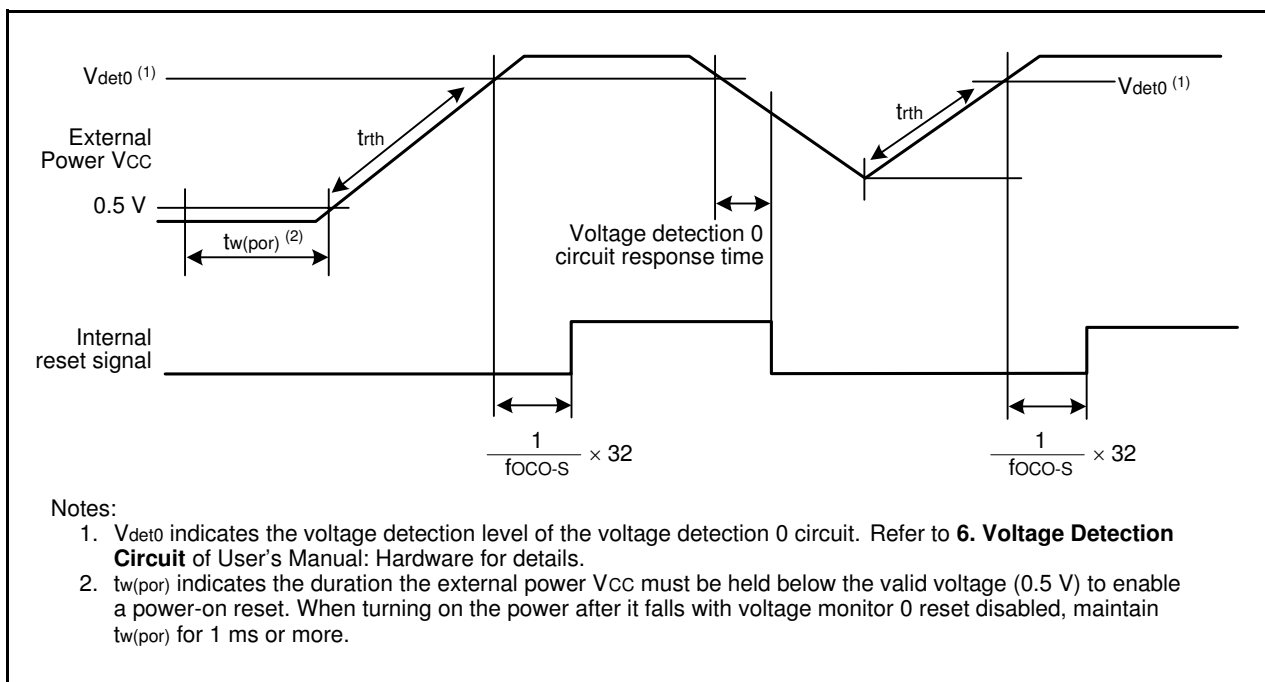 Vdet0 (1)
trth
External
Power VCC
0.5 V
tw(por) (2)
Voltage detection 0
circuit response time
trth
Vdet0 (1)
Internal
reset signal
1
fOCO-S
× 32
1
fOCO-S
× 32
Notes:
1. Vdet0 indicates the voltage detection level of the voltage detection 0 circuit. Refer to 6. Voltage Detection
Circuit of User's Manual: Hardware for details.
2. tw(por) indicates the duration the external power VCC must be held below the valid voltage (0.5 V) to enable
a power-on reset. When turning on the power after it falls with voltage monitor 0 reset disabled, maintain
tw(por) for 1 ms or more.